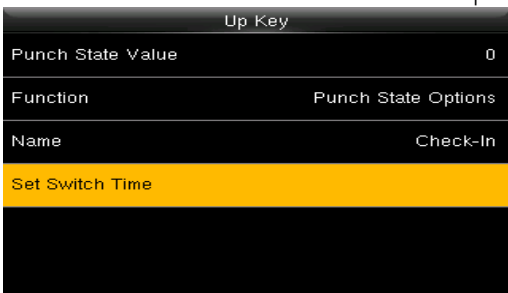 Up Key
Punch State Value 0
Function Punch State Options
Name Check-In
Set Switch Time